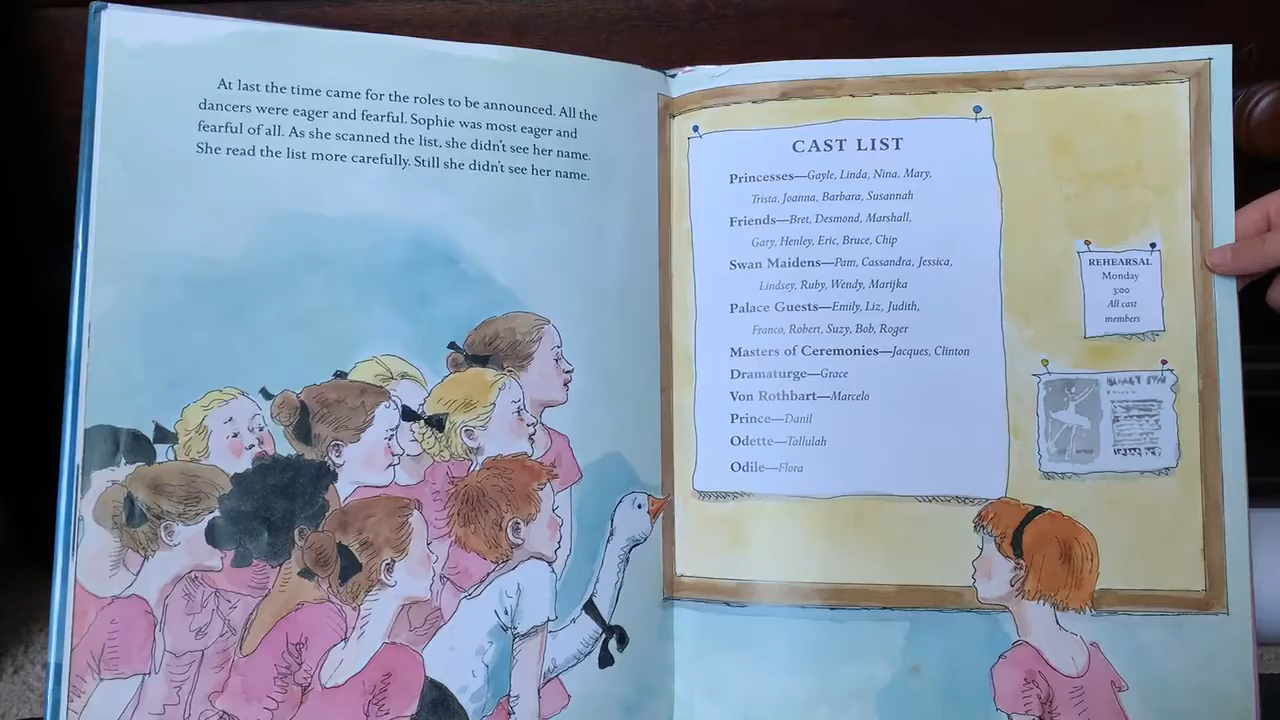 At last the time came for the roles to be announced. All the
dancers were eager and fearful. Sophie was most eager and
fearful of all. As she scanned the list, she didn't see her name.
She read the list more carefully. Still she didn't see her name.
CAST LIST
Princesses—Gayle, Linda, Nina, Mary,
Trista, Joanna, Barbara, Susannah
Friends—Bret, Desmond, Marshall,
Gary, Henley, Eric, Bruce, Chip
Swan Maidens—Pam, Cassandra, Jessica,
Lindsey, Ruby, Wendy, Marijka
Palace Guests—Emily, Liz, Judith,
Franco, Robert, Suzy, Bob, Roger
Masters of Ceremonies—Jacques, Clinton
Dramaturge—Grace
Von Rothbart—Marcelo
Prince—Danil
Odette—Tallulah
Odile—Flora
REHEARSAL
Monday
3:00
All cast
members